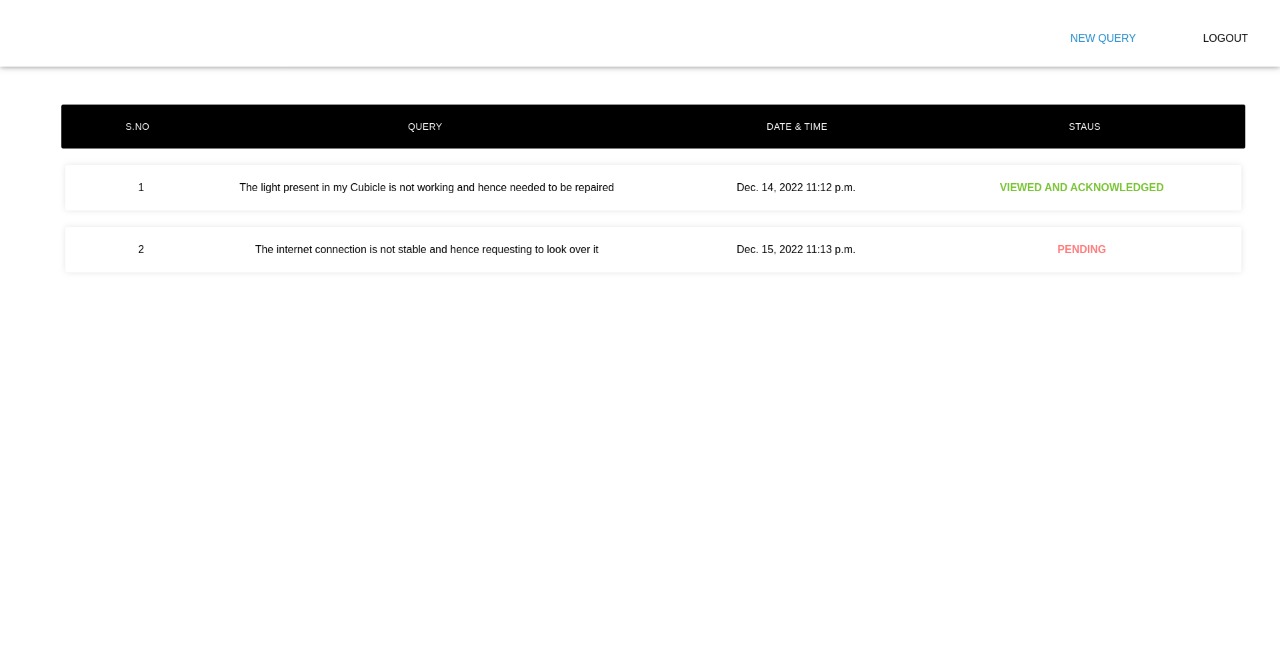 NEW QUERY LOGOUT
S.NO QUERY DATE & TIME STAUS
1 The light present in my Cubicle is not working and hence needed to be repaired Dec. 14, 2022 11:12 p.m. VIEWED AND ACKNOWLEDGED
2 The internet connection is not stable and hence requesting to look over it Dec. 15, 2022 11:13 p.m. PENDING